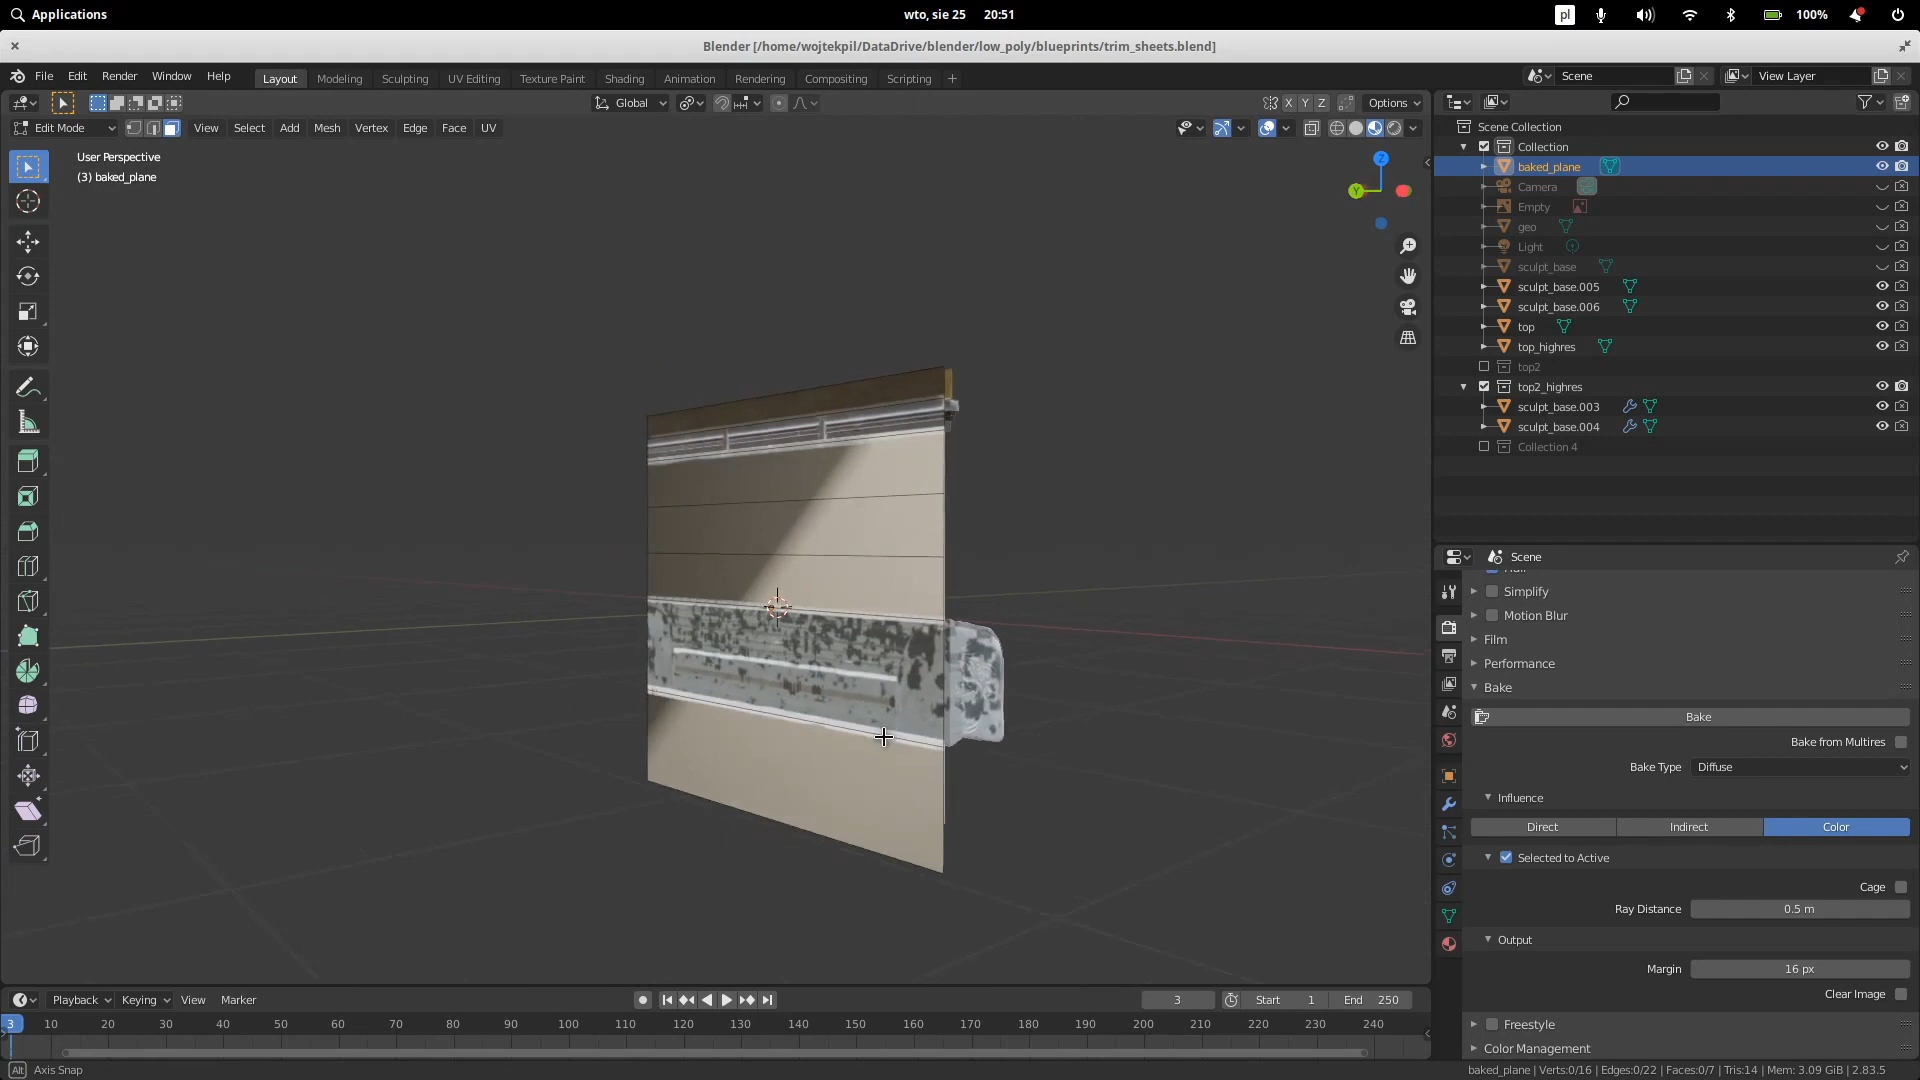 Applications
wto, sie 25 20:51
pl
100%
Blender [/home/wojtekpil/DataDrive/blender/low_poly/blueprints/trim_sheets.blend]
File Edit Render Window Help
Layout Modeling Sculpting UV Editing Texture Paint Shading Animation Rendering Compositing Scripting +
Scene
View Layer
Global
X Y Z
Options
Edit Mode
View Select Add Mesh Vertex Edge Face UV
User Perspective
(3) baked_plane
Z
Y
Scene Collection
Collection
baked_plane
Camera
Empty
geo
Light
sculpt_base
sculpt_base.005
sculpt_base.006
top
top_highres
top2
top2_highres
sculpt_base.003
sculpt_base.004
Collection 4
Scene
Simplify
Motion Blur
Film
Performance
Bake
Bake
Bake from Multires
Bake Type Diffuse
Influence
Direct Indirect Color
Selected to Active
Cage
Ray Distance 0.5 m
Output
Margin 16 px
Clear Image
Freestyle
Color Management
Playback Keying View Marker
3
Start 1
End 250
3 10 20 30 40 50 60 70 80 90 100 110 120 130 140 150 160 170 180 190 200 210 220 230 240
Alt Axis Snap
baked_plane | Verts:0/16 | Edges:0/22 | Faces:0/7 | Tris:14 | Mem: 3.09 GiB | 2.83.5